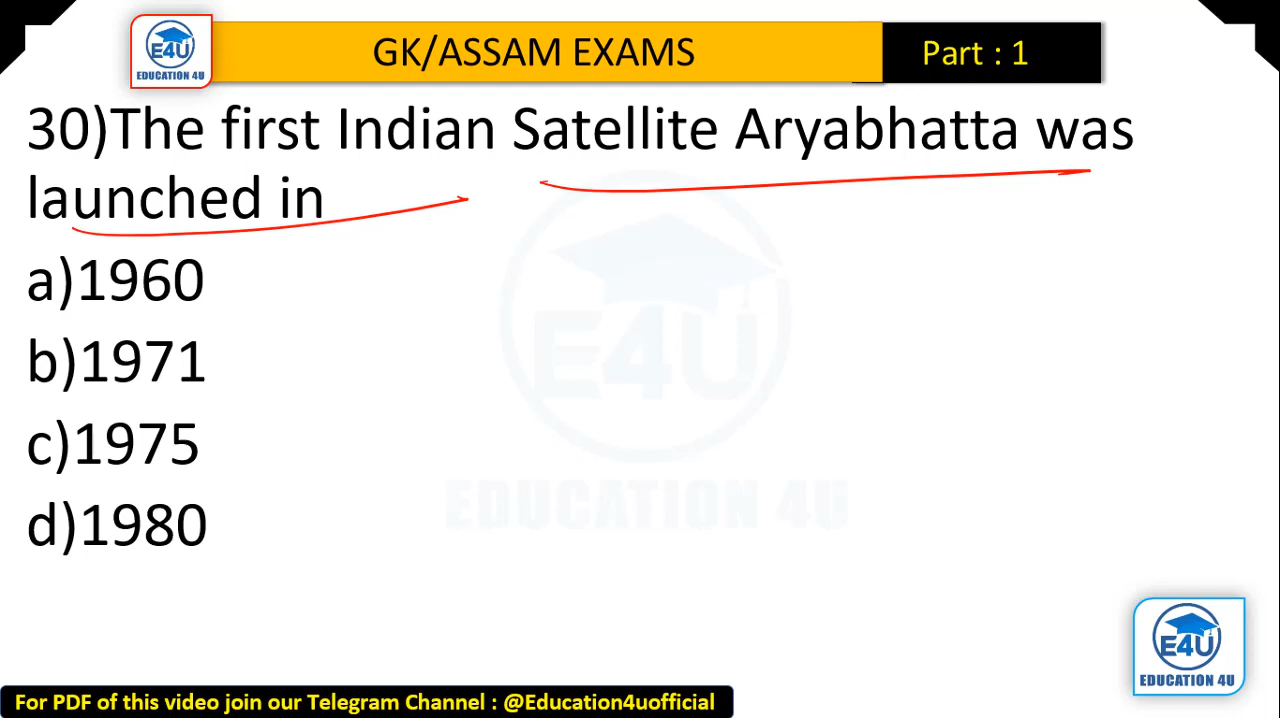 E4U
EDUCATION 4U
GK/ASSAM EXAMS
Part : 1
30)The first Indian Satellite Aryabhatta was
launched in
a)1960
b)1971
c)1975
d)1980
E4U
EDUCATION 4U
E4U
EDUCATION 4U
For PDF of this video join our Telegram Channel : @Education4uofficial